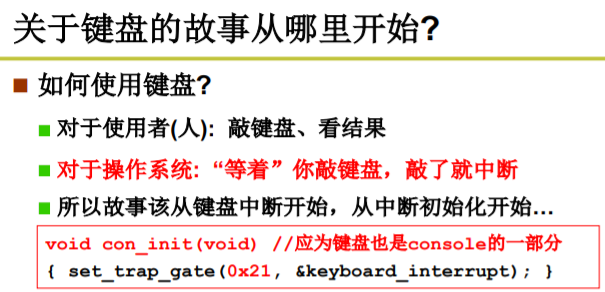 关于键盘的故事从哪里开始?
如何使用键盘?
对于使用者(人): 敲键盘、看结果
对于操作系统: “等着”你敲键盘，敲了就中断
所以故事该从键盘中断开始，从中断初始化开始…
void con_init(void) //应为键盘也是console的一部分
{ set_trap_gate(0x21, &keyboard_interrupt); }